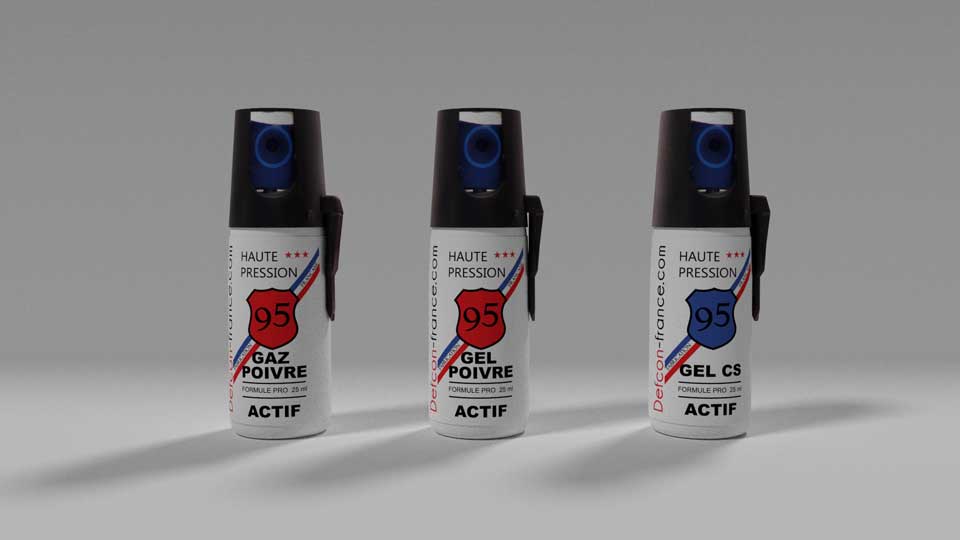 Defcon-france.com
HAUTE
PRESSION
95
GAZ
POIVRE
FORMULE PRO 25 ml
ACTIF
Defcon-france.com
HAUTE
PRESSION
95
GEL
POIVRE
FORMULE PRO 25 ml
ACTIF
Defcon-france.com
HAUTE
PRESSION
95
GEL CS
FORMULE PRO 25 ml
ACTIF